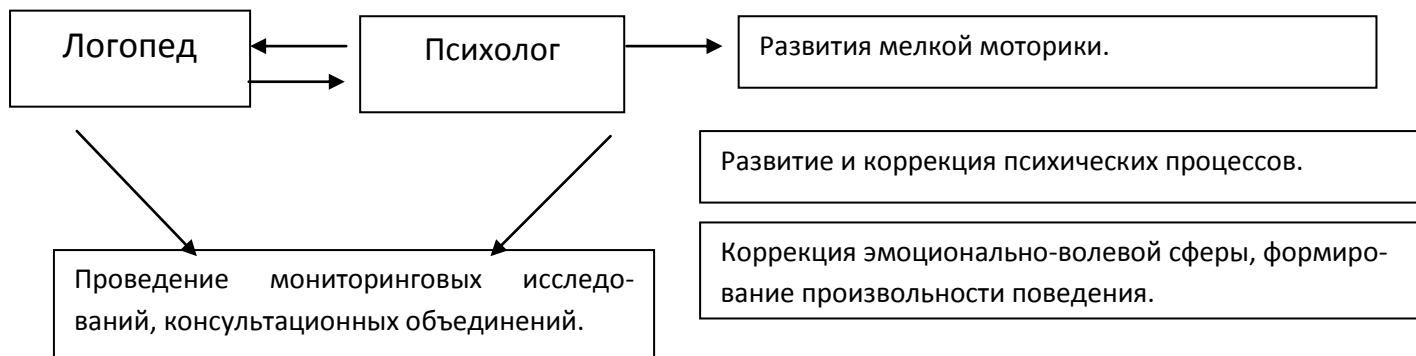 Логопед
Психолог
Развития мелкой моторики.
Развитие и коррекция психических процессов.
Коррекция эмоционально-волевой сферы, формиро-
вание произвольности поведения.
Проведение мониторинговых исследо-
ваний, консультационных объединений.